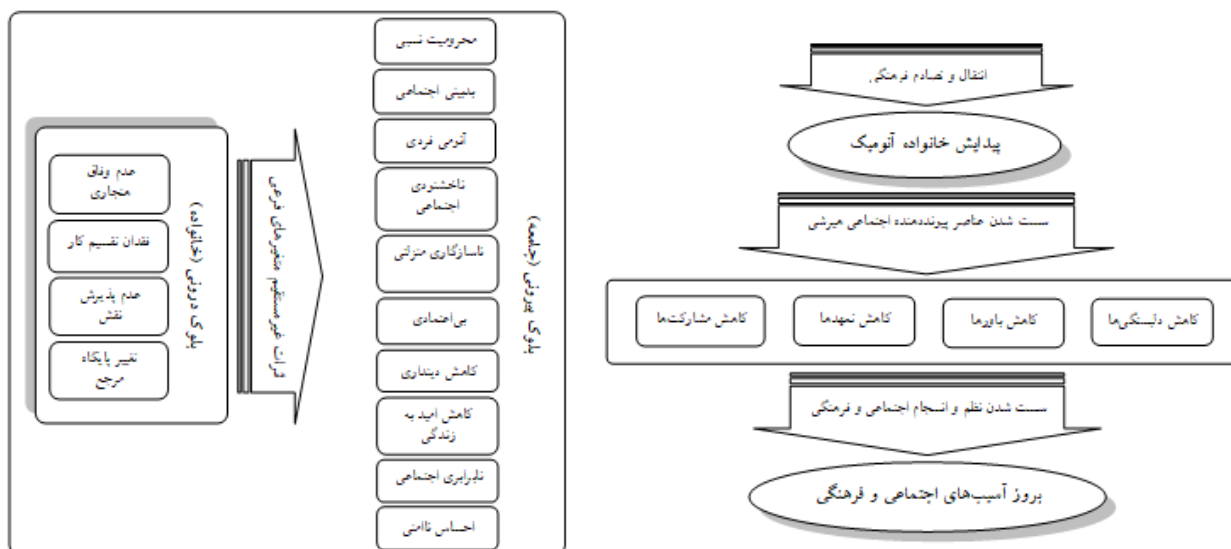 انتقال و تصادم فرهنگی
پیدایش خانواده آنومیک
سست شدن عناصر پیونددهنده اجتماعی هیرشی
کاهش دلبستگی‌ها
کاهش باورها
کاهش تعهدها
کاهش مشارکت‌ها
سست شدن نظم و انسجام اجتماعی و فرهنگی
بروز آسیب‌های اجتماعی و فرهنگی
بلوک بیرونی (جامعه)
محرومیت نسبی
بدبینی اجتماعی
آنومی فردی
ناخشنودی
اجتماعی
ناسازگاری منزلتی
بی‌اعتمادی
کاهش دینداری
کاهش امید به
زندگی
نابرابری اجتماعی
احساس ناامنی
ثمرات غیرمستقیم متغیرهای فرعی
بلوک درونی (خانواده)
عدم وفاق
هنجاری
فقدان تقسیم کار
عدم پذیرش
نقش
تغییر پایگاه
مرجع